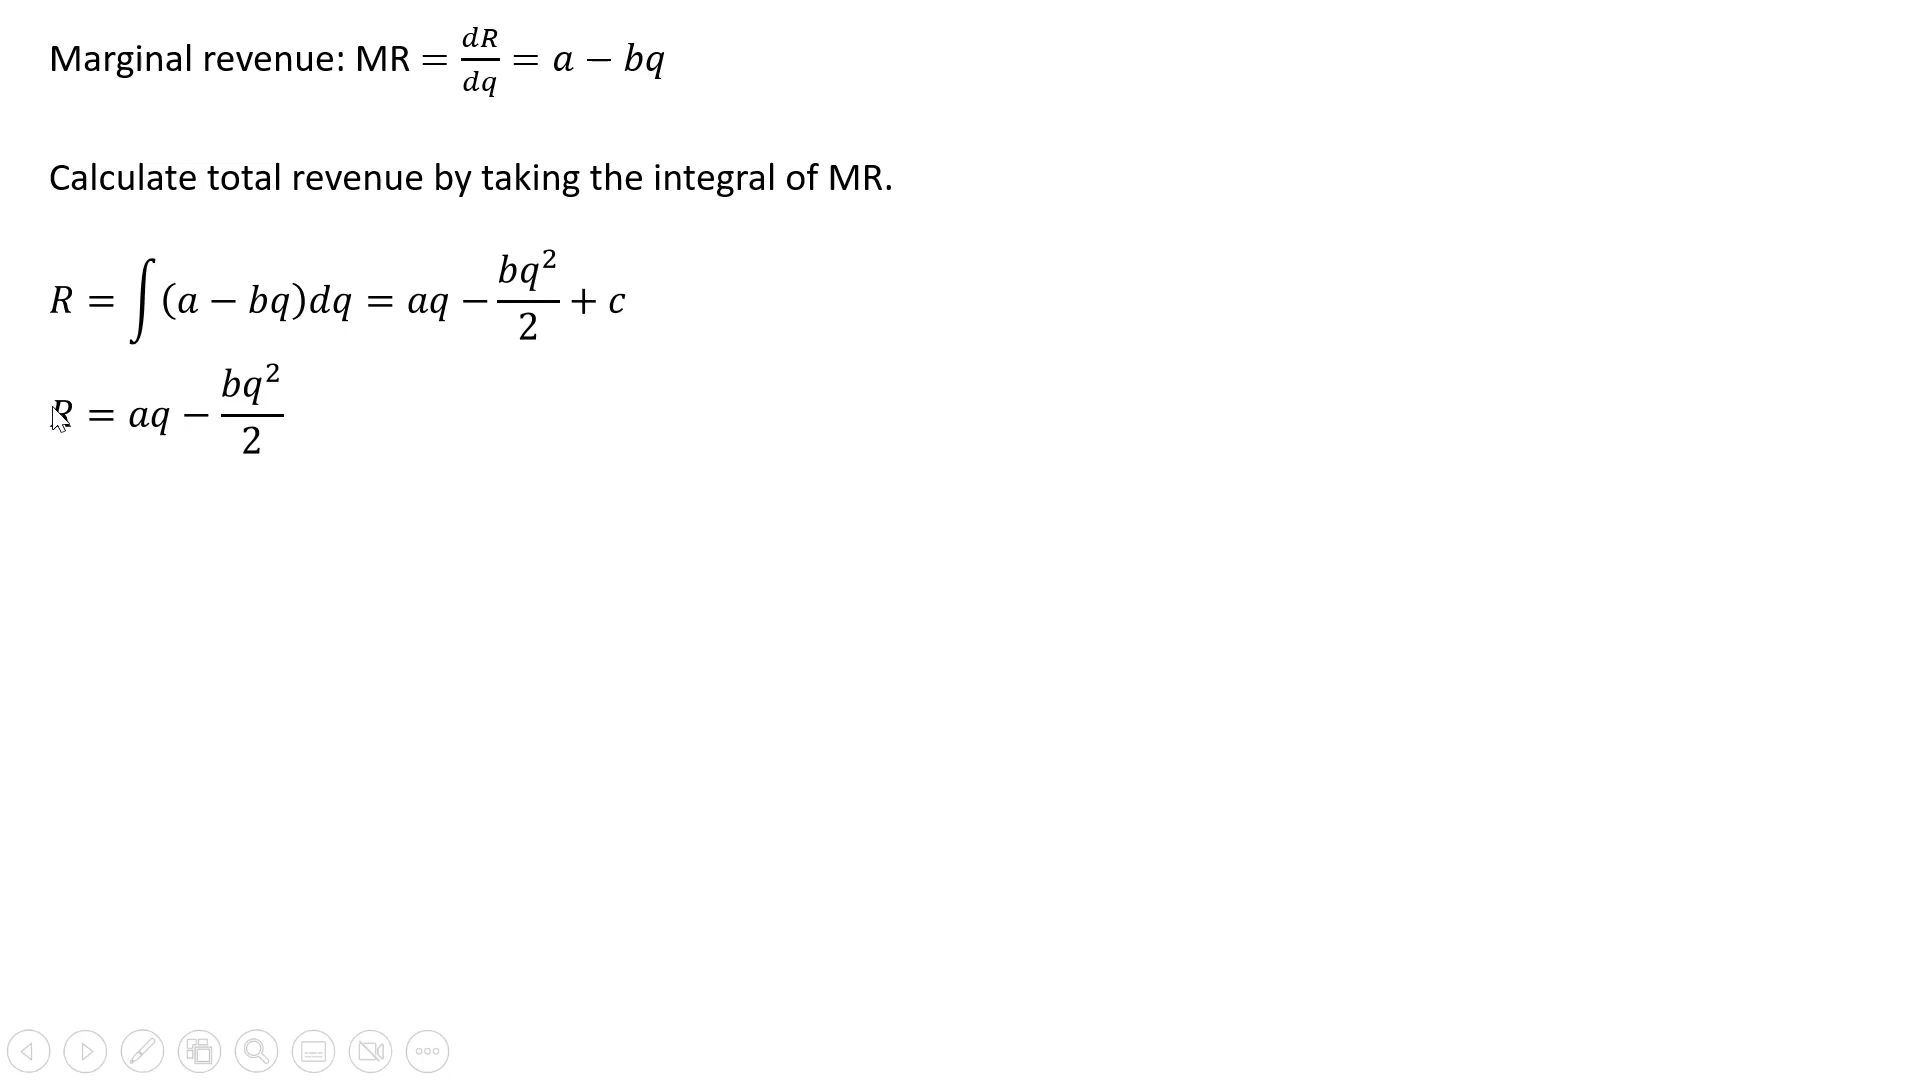 Marginal revenue: MR = dR/dq = a − bq
Calculate total revenue by taking the integral of MR.
R = ∫(a − bq)dq = aq − bq²/2 + c
R = aq − bq²/2